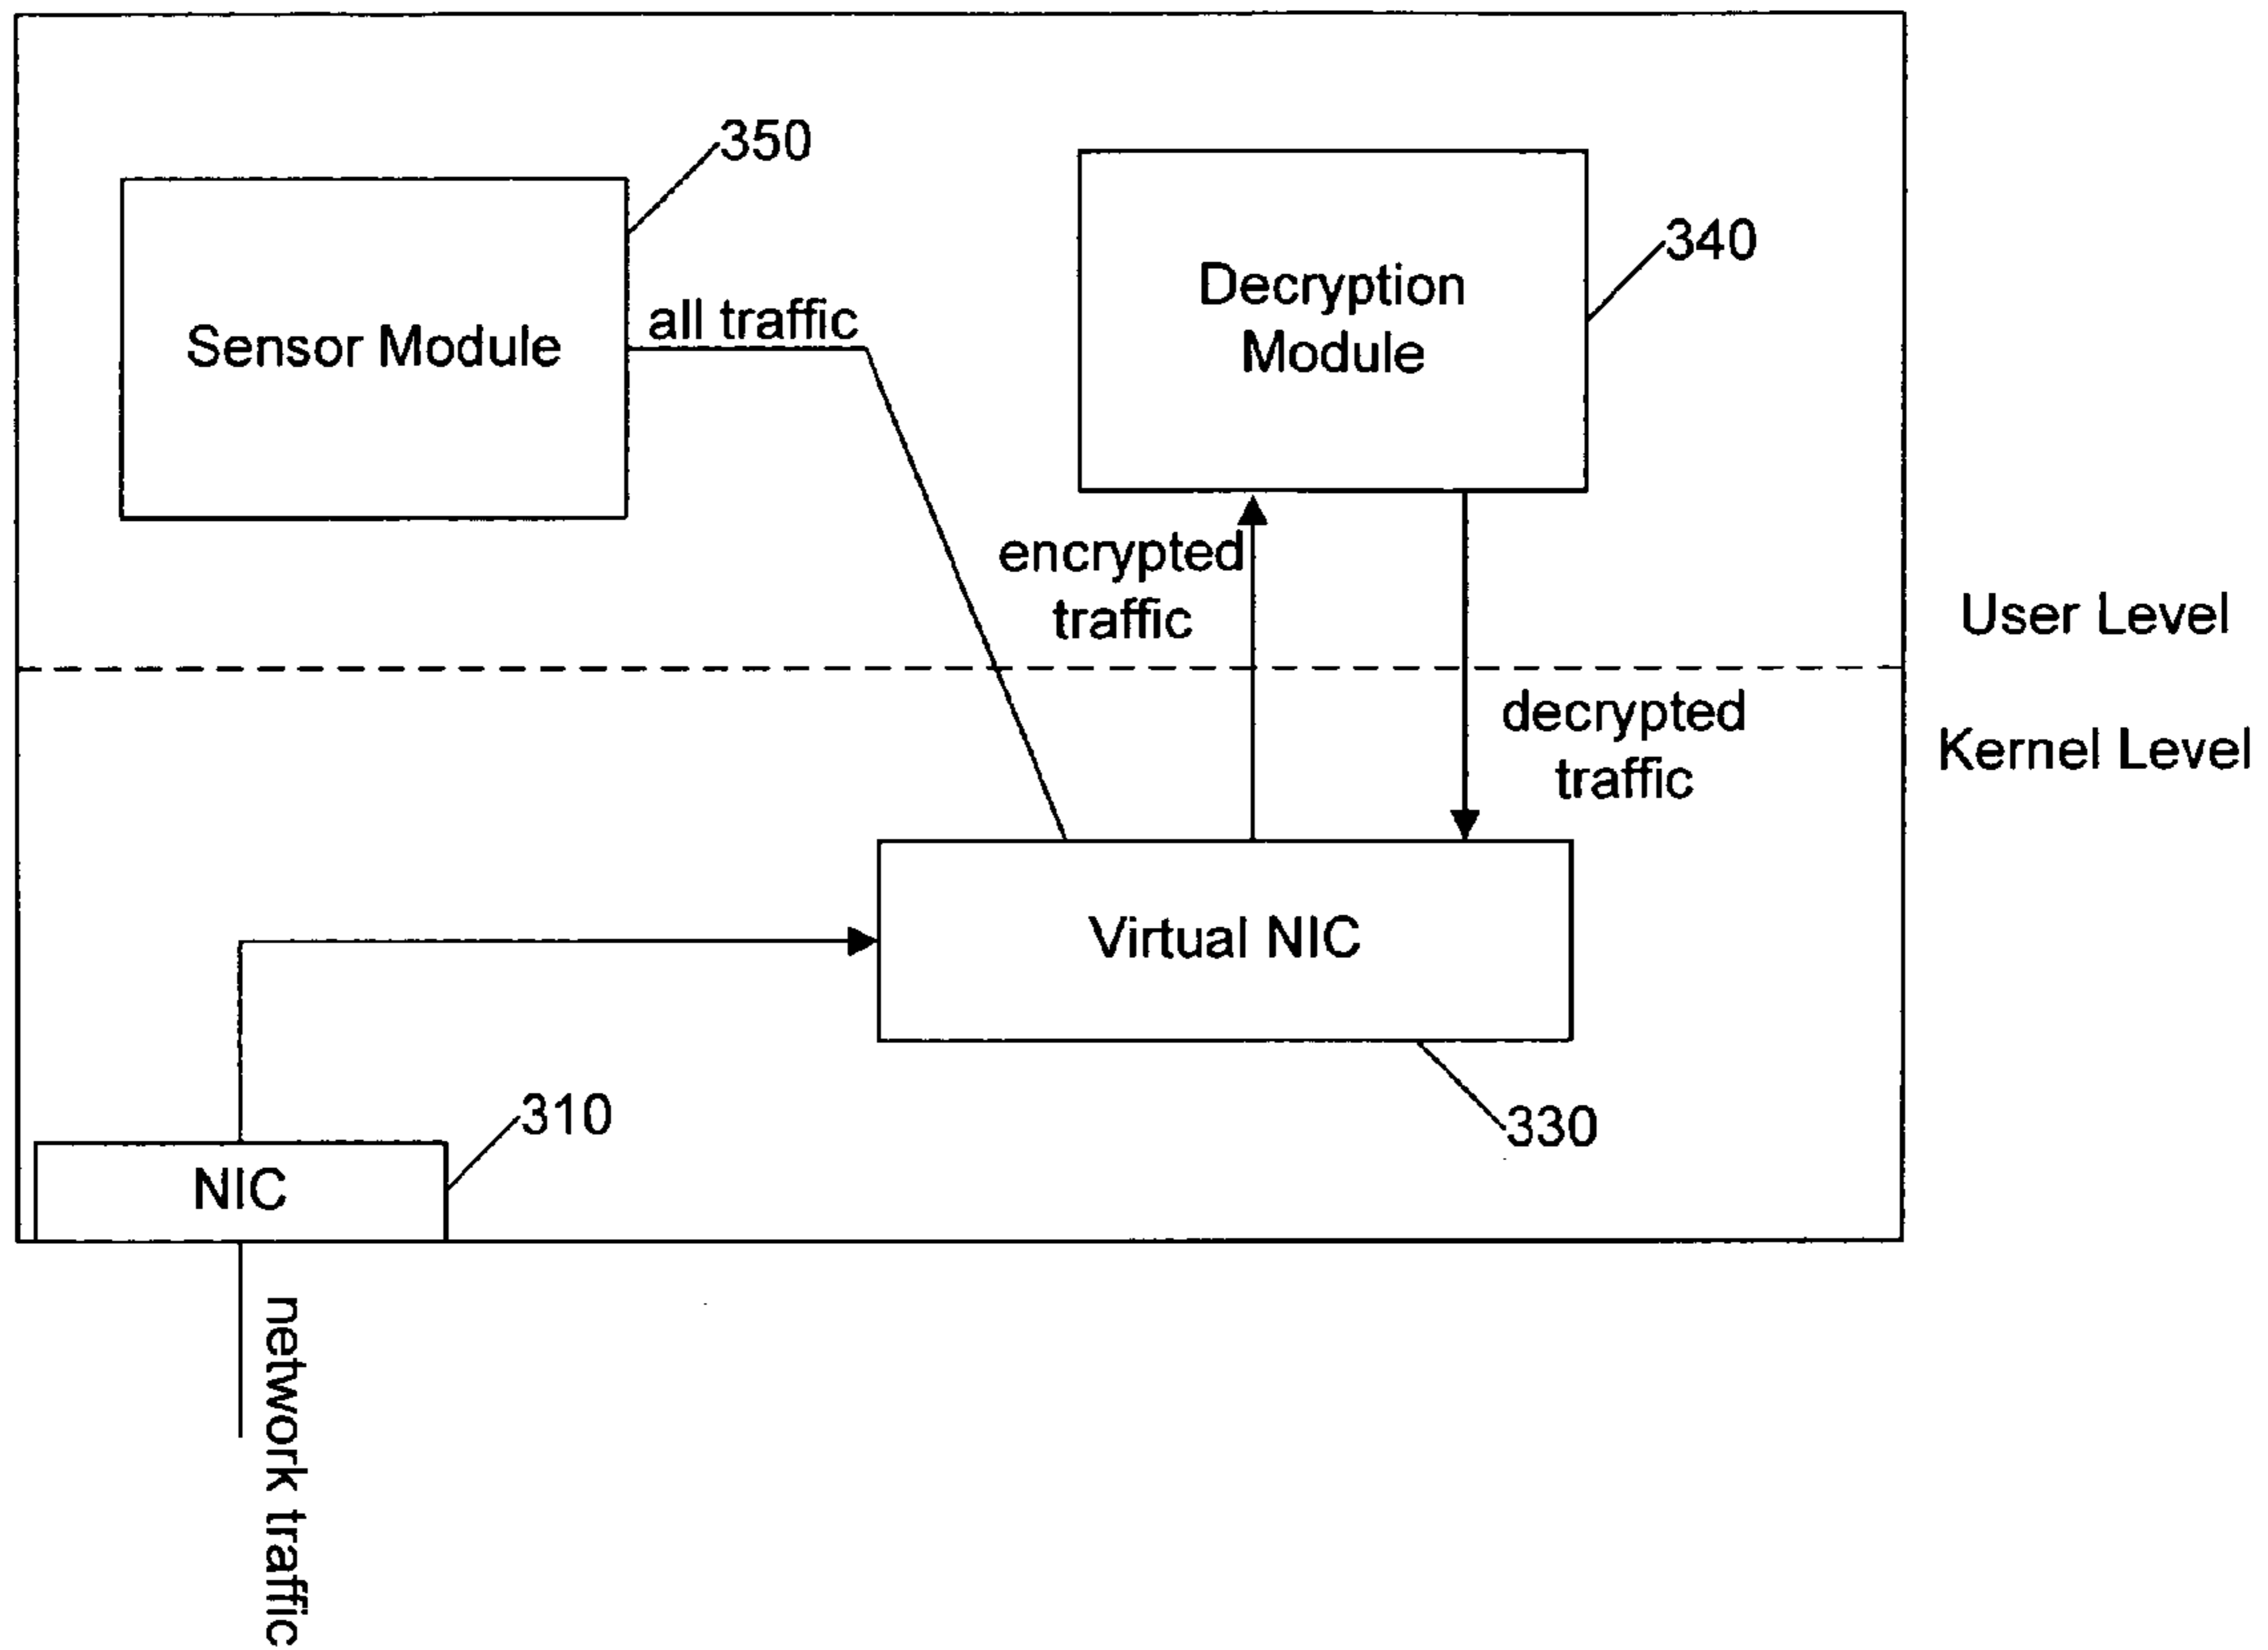 350
Sensor Module
all traffic
Decryption
Module
340
encrypted
traffic
User Level
decrypted
traffic
Kernel Level
Virtual NIC
330
310
NIC
network traffic